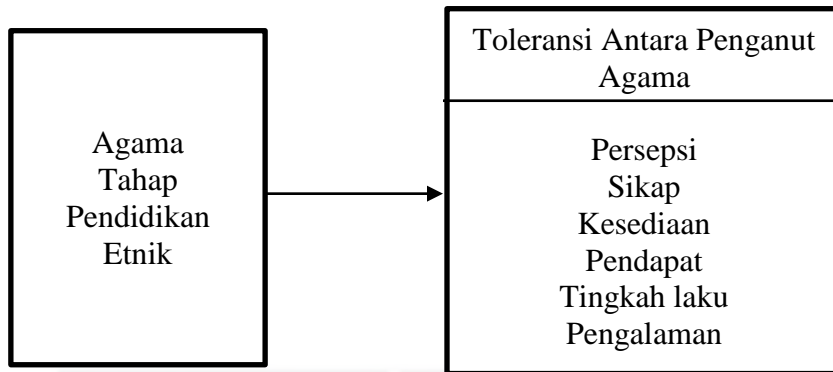 Agama
Tahap
Pendidikan
Etnik
Toleransi Antara Penganut
Agama
Persepsi
Sikap
Kesediaan
Pendapat
Tingkah laku
Pengalaman